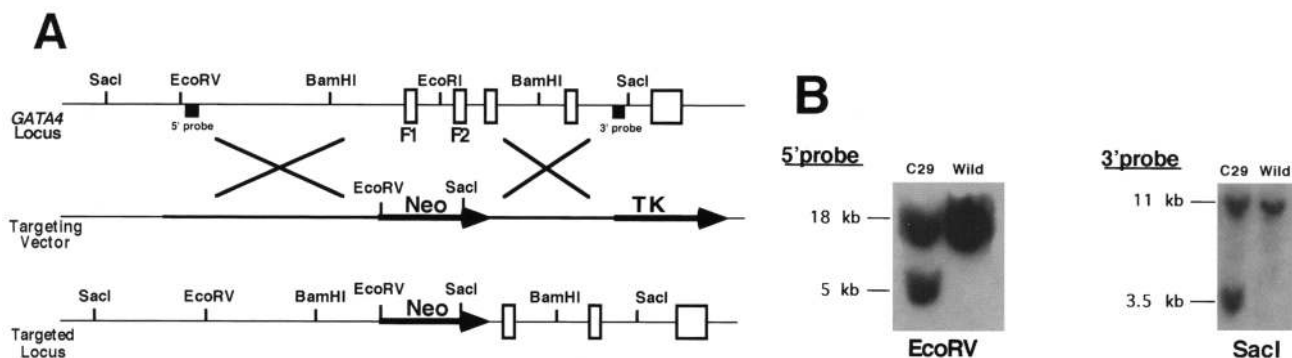 A
SacI EcoRV BamHI EcoRI BamHI SacI
GATA4
Locus
5' probe F1 F2 3' probe
EcoRV SacI
Neo TK
Targeting
Vector
SacI EcoRV BamHI EcoRV SacI BamHI SacI
Neo
Targeted
Locus
B
5'probe C29 Wild
18 kb
5 kb
EcoRV
3'probe C29 Wild
11 kb
3.5 kb
SacI